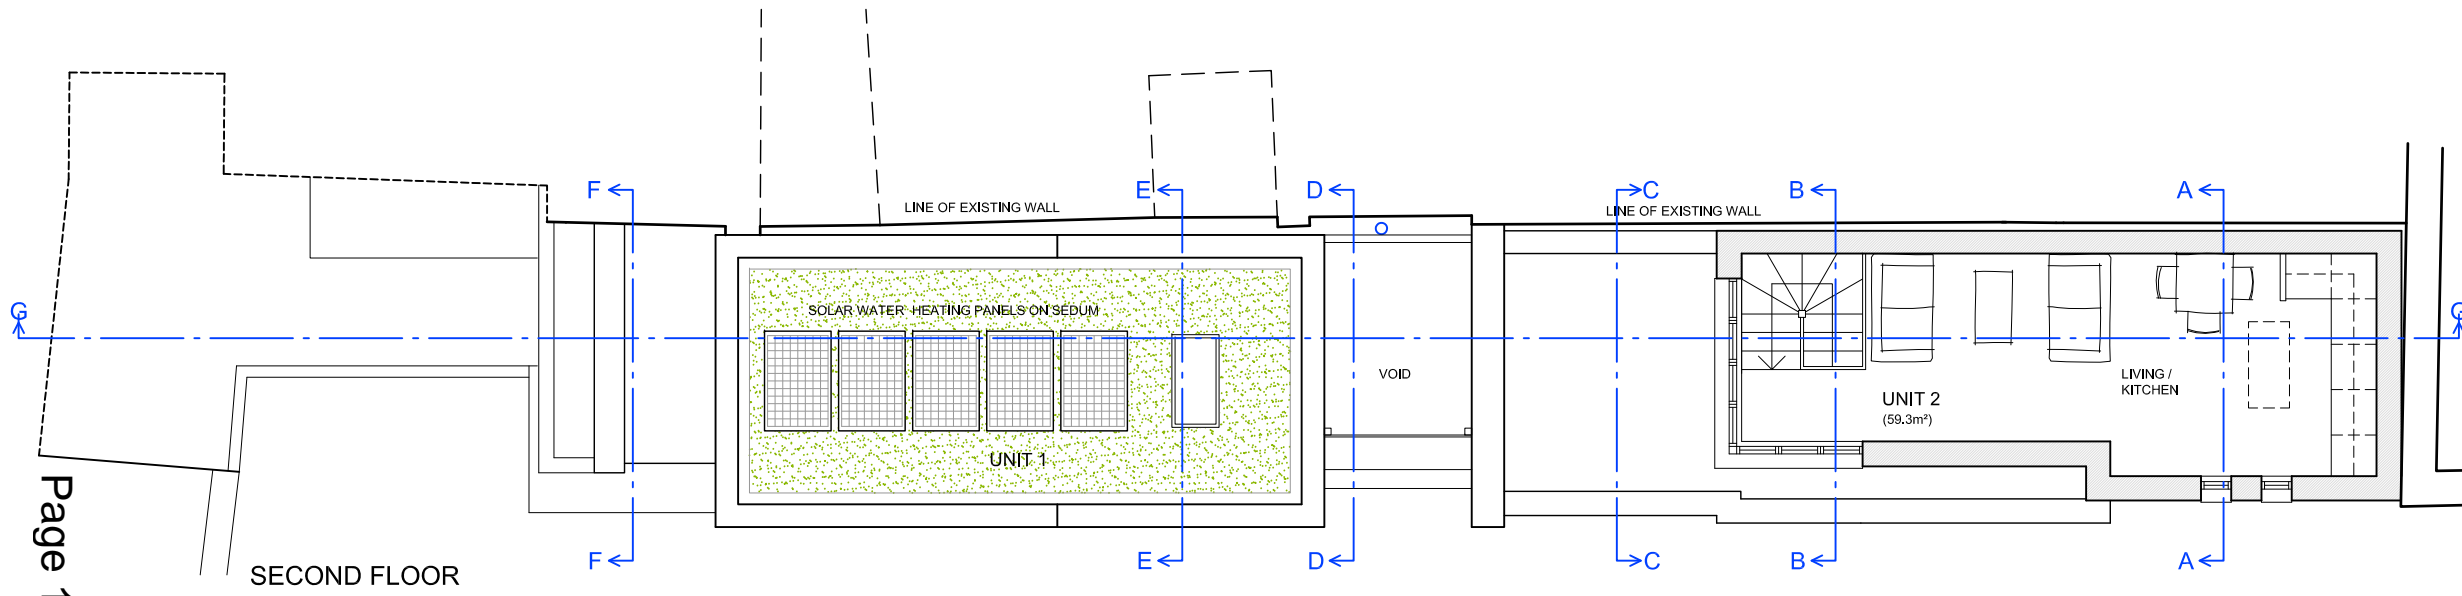 F
E
D
C
B
A
LINE OF EXISTING WALL
LINE OF EXISTING WALL
G
SOLAR WATER HEATING PANELS ON SEDUM
VOID
LIVING /
KITCHEN
UNIT 2
(59.3m²)
UNIT 1
F
E
D
C
B
A
SECOND FLOOR
Page